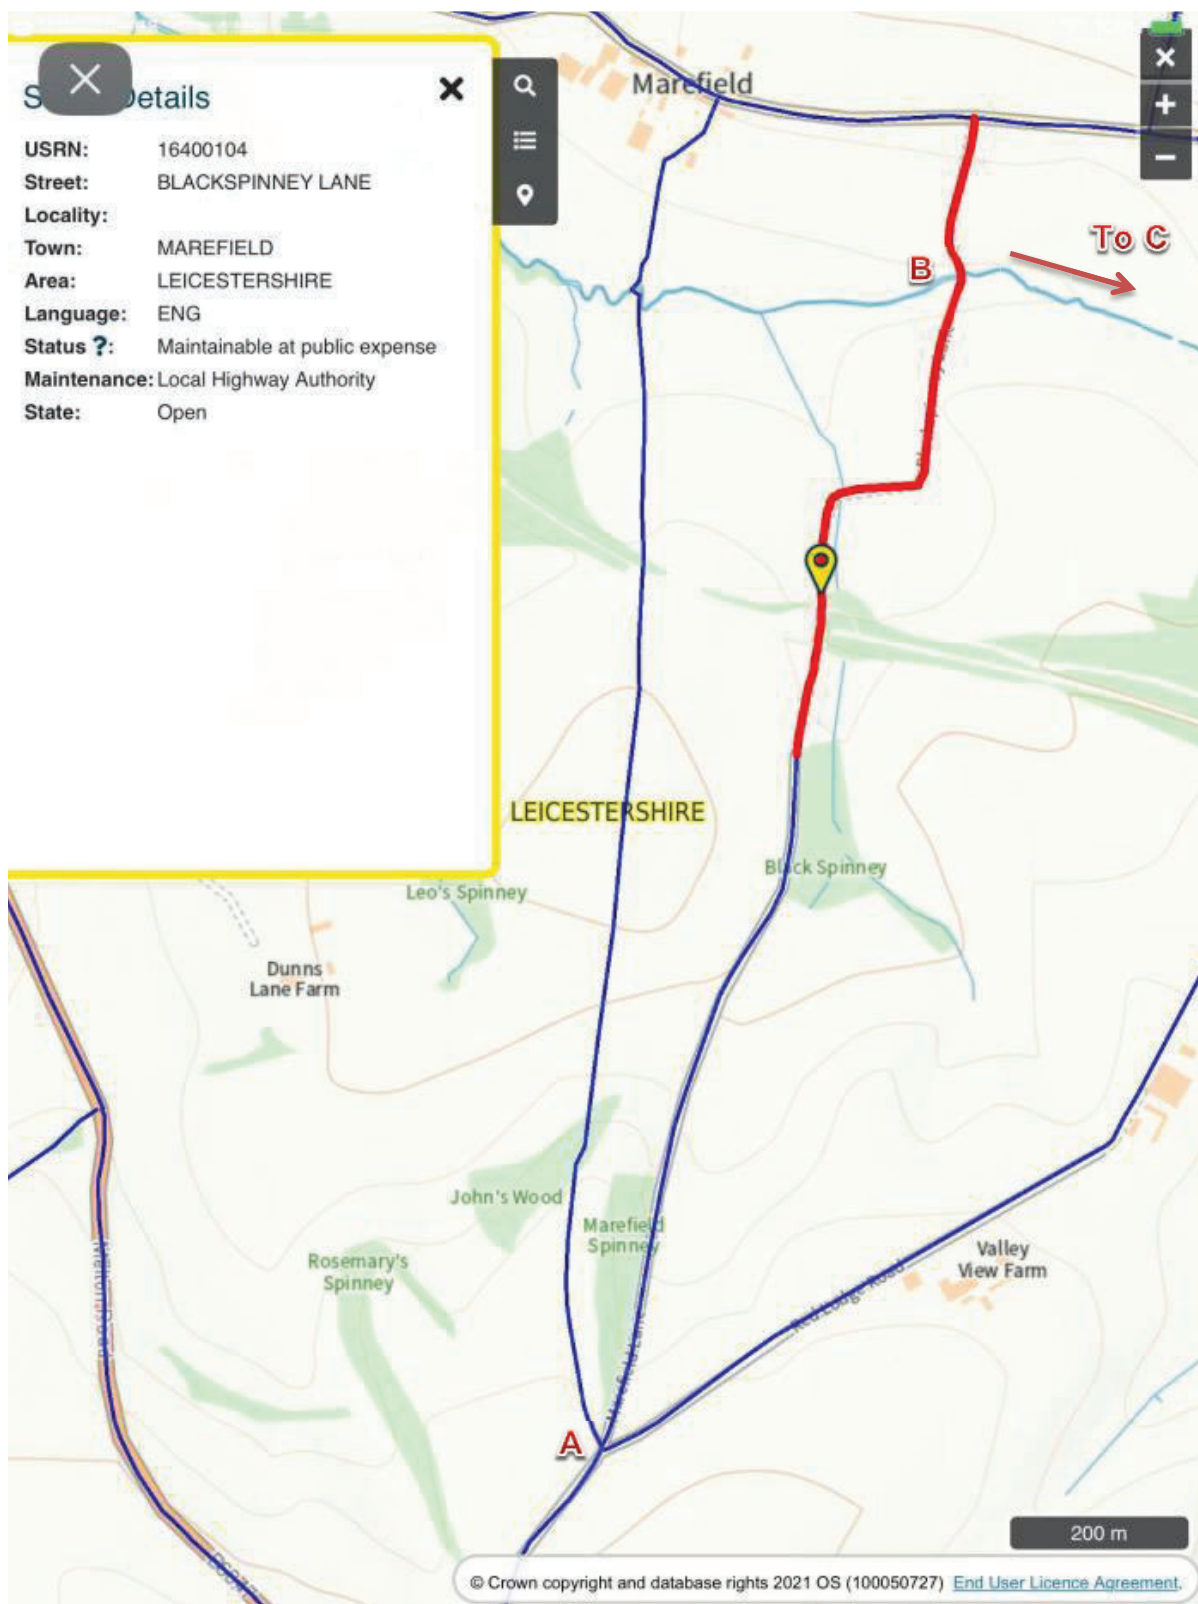 Marefield
Details
USRN: 16400104
Street: BLACKSPINNEY LANE
Locality:
Town: MAREFIELD
Area: LEICESTERSHIRE
Language: ENG
Status ?: Maintainable at public expense
Maintenance: Local Highway Authority
State: Open
To C
B
LEICESTERSHIRE
Black Spinney
Leo's Spinney
Dunns
Lane Farm
John's Wood
Marefield
Spinney
Rosemary's
Spinney
Valley
View Farm
Red Lodge Road
Marefield Lane
A
200 m
© Crown copyright and database rights 2021 OS (100050727) End User Licence Agreement.